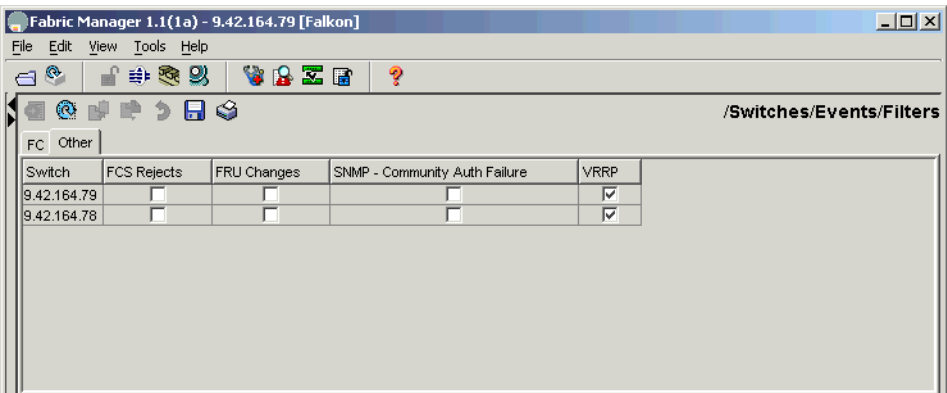 Fabric Manager 1.1(1a) - 9.42.164.79 [Falkon]
File Edit View Tools Help
/Switches/Events/Filters
FC Other
Switch FCS Rejects FRU Changes SNMP - Community Auth Failure VRRP
9.42.164.79
9.42.164.78